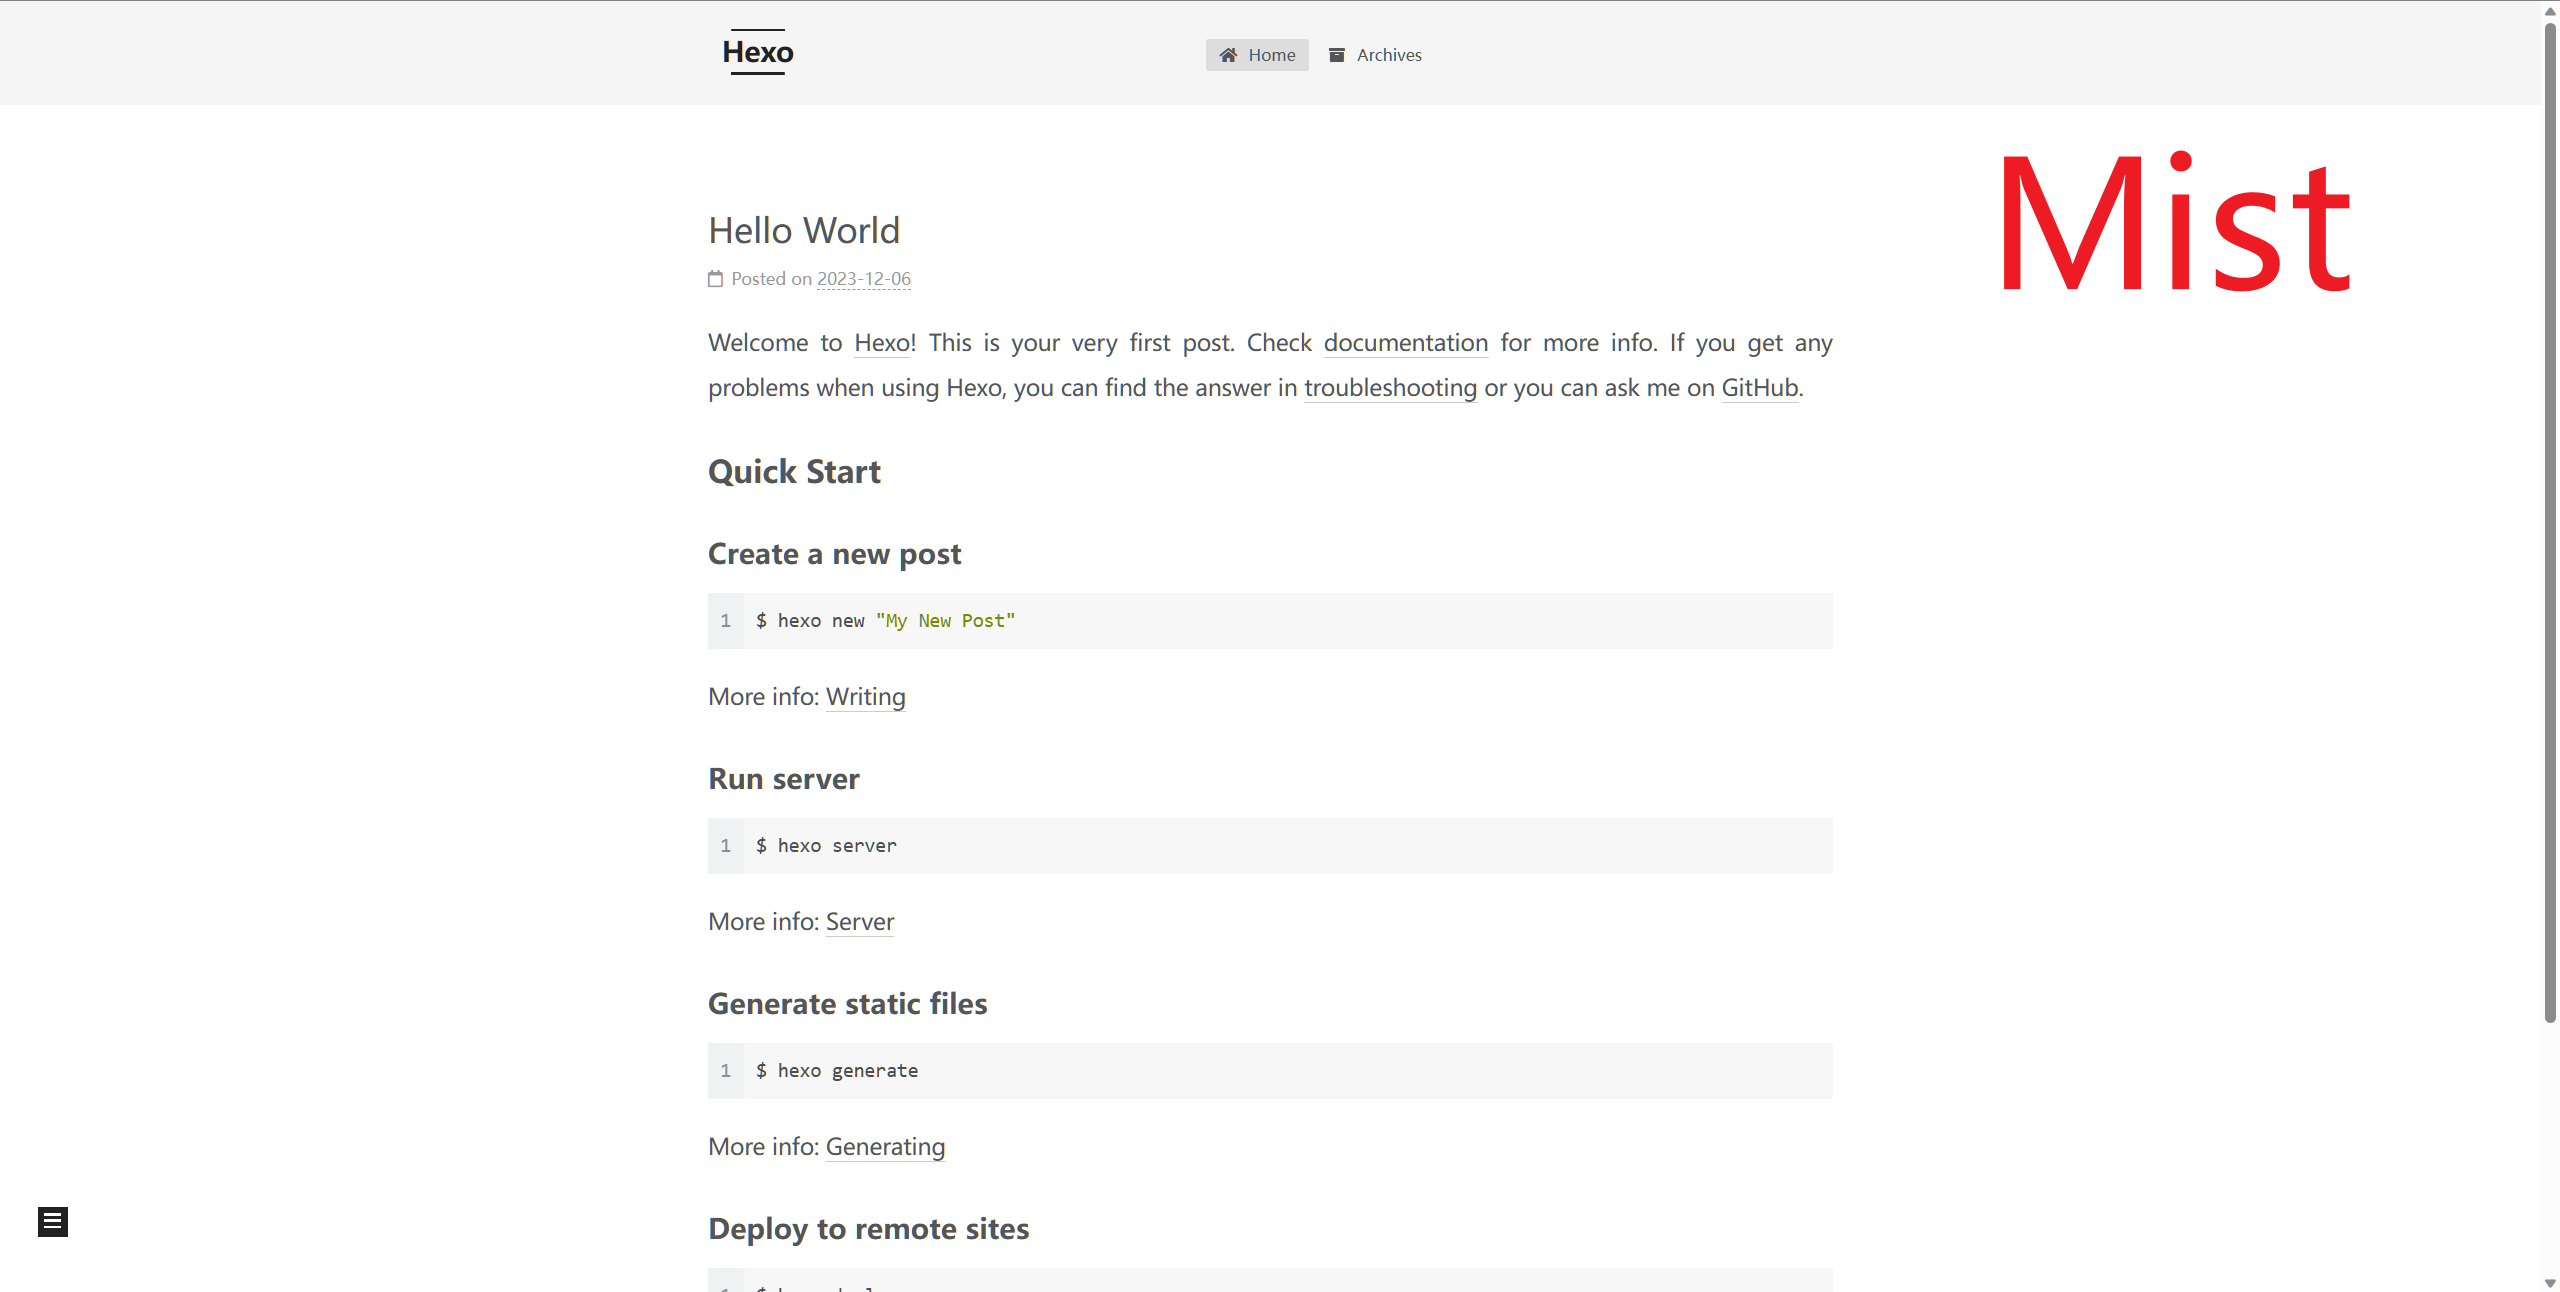 Hexo
Home Archives
Mist
Hello World
Posted on 2023-12-06
Welcome to Hexo! This is your very first post. Check documentation for more info. If you get any
problems when using Hexo, you can find the answer in troubleshooting or you can ask me on GitHub.
Quick Start
Create a new post
1 $ hexo new "My New Post"
More info: Writing
Run server
1 $ hexo server
More info: Server
Generate static files
1 $ hexo generate
More info: Generating
Deploy to remote sites